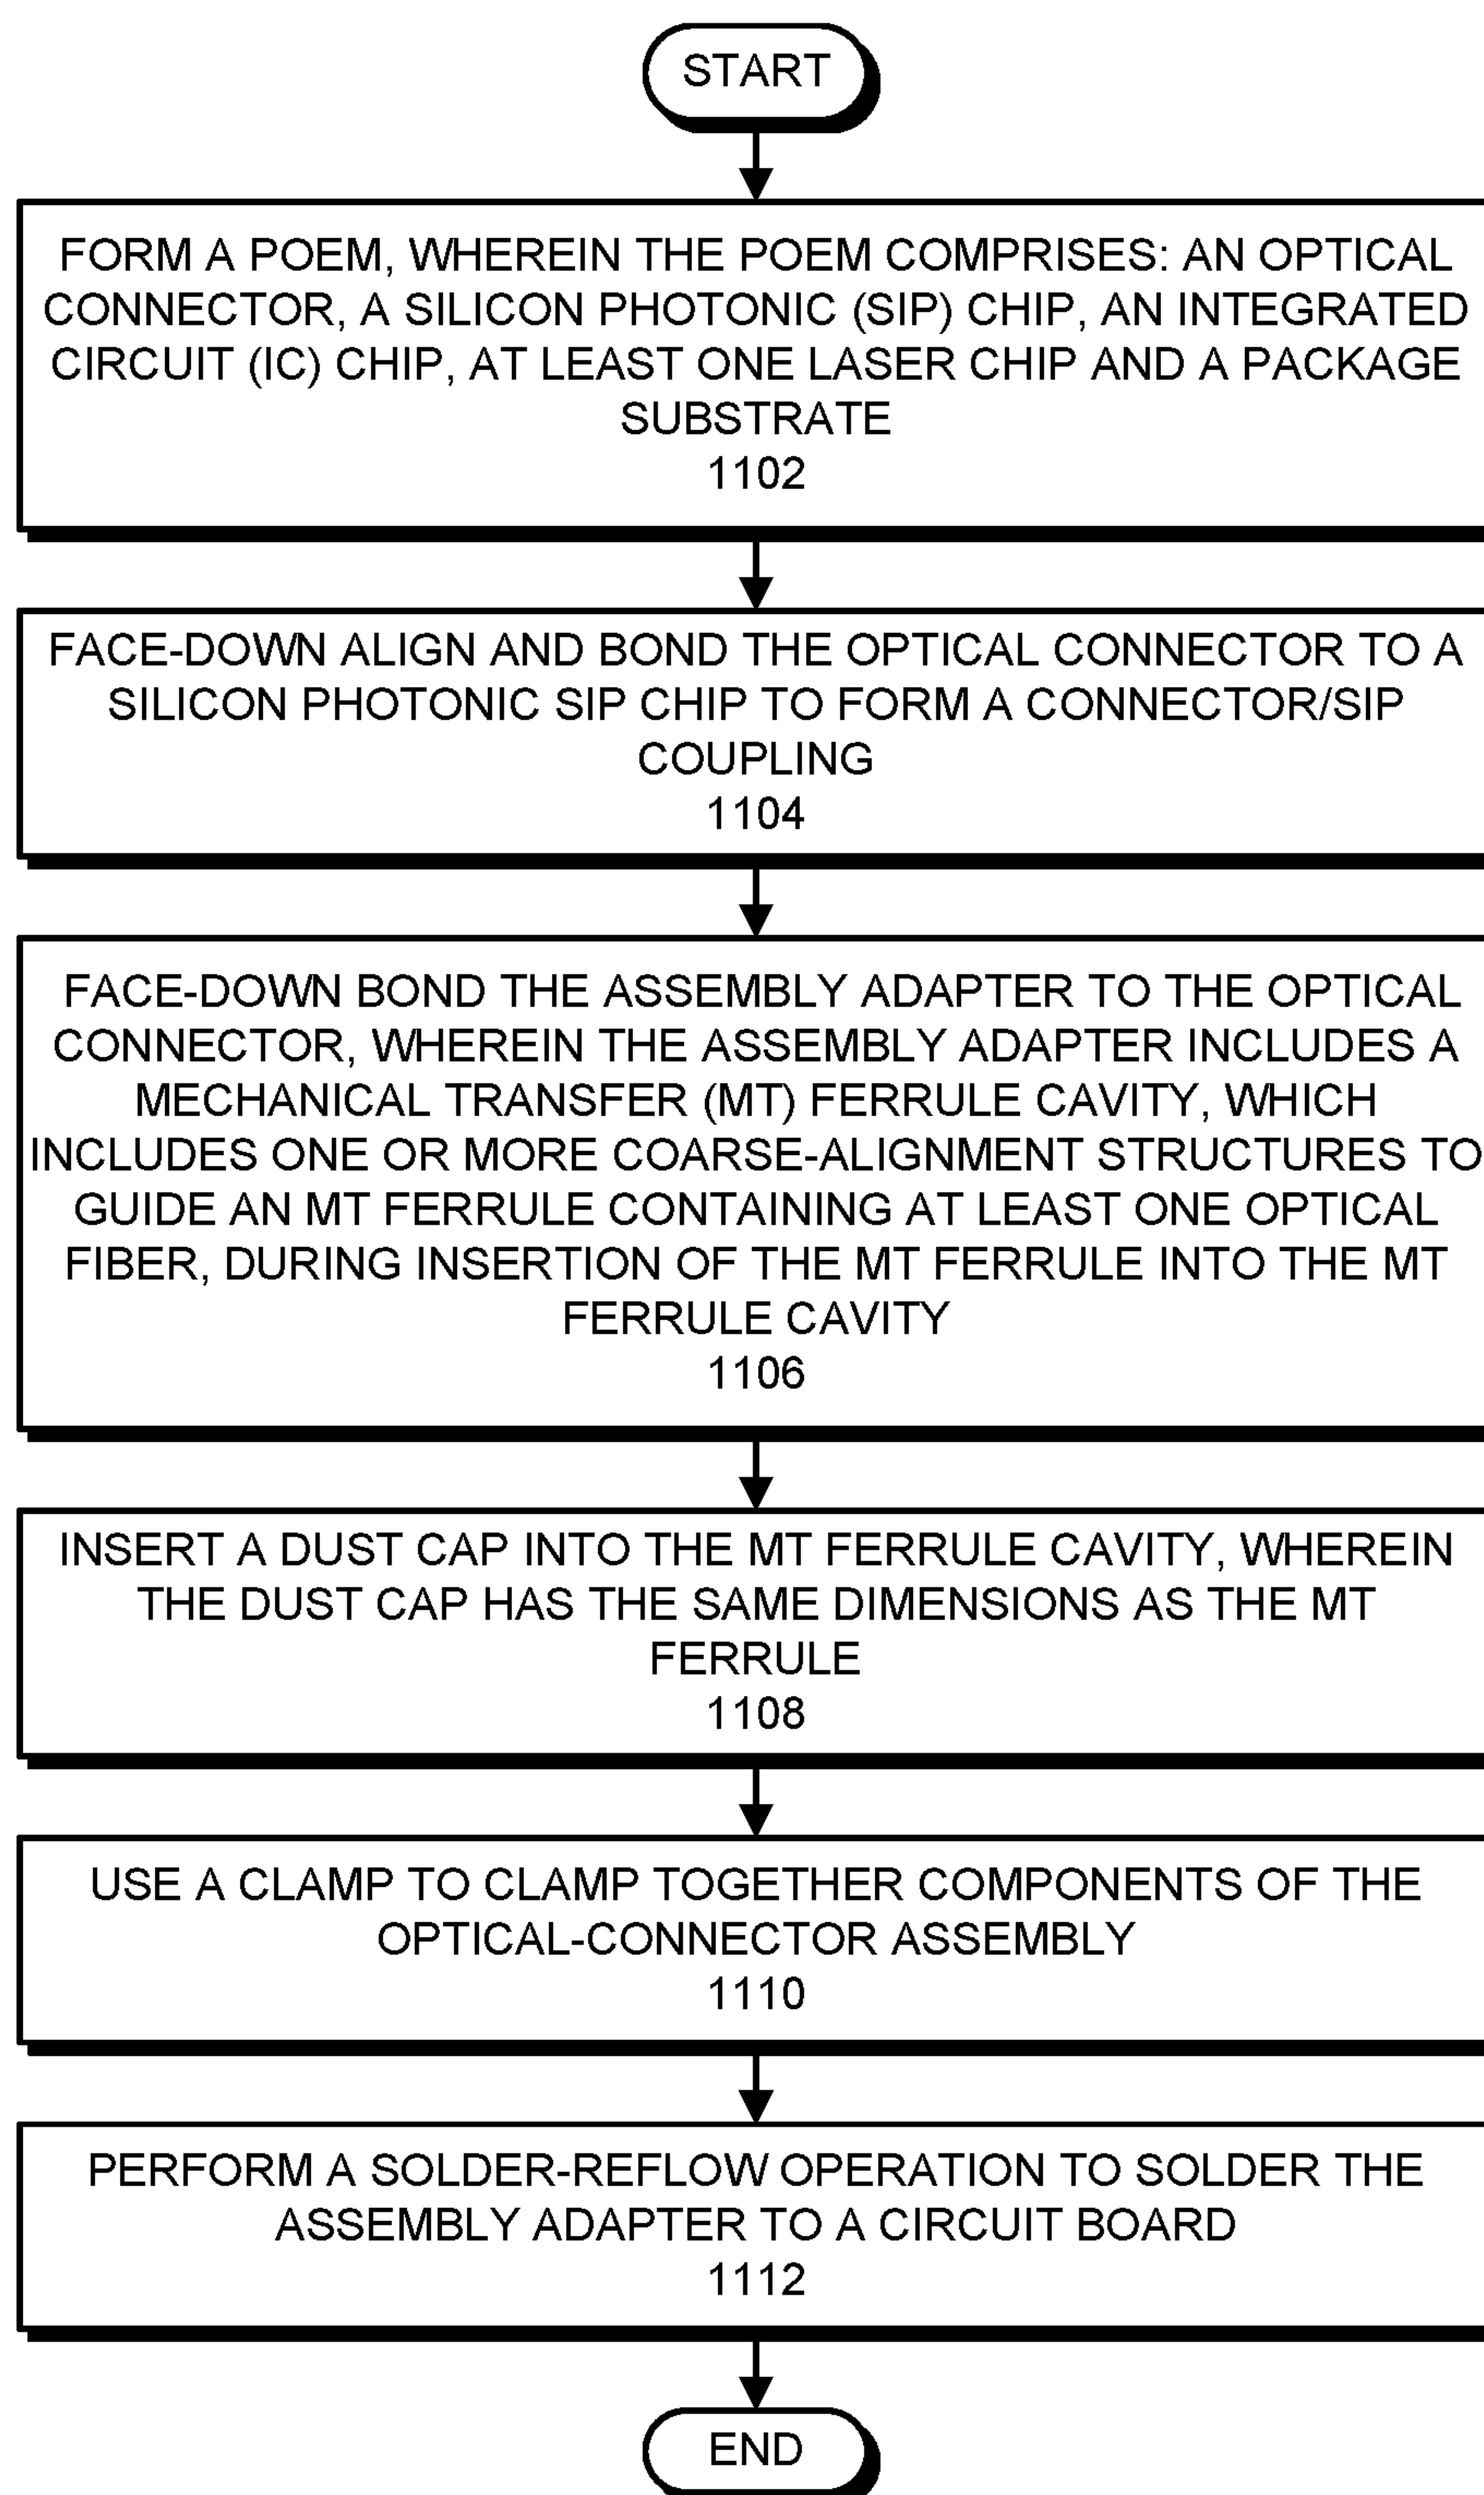 START
FORM A POEM, WHEREIN THE POEM COMPRISES: AN OPTICAL
CONNECTOR, A SILICON PHOTONIC (SIP) CHIP, AN INTEGRATED
CIRCUIT (IC) CHIP, AT LEAST ONE LASER CHIP AND A PACKAGE
SUBSTRATE
1102
FACE-DOWN ALIGN AND BOND THE OPTICAL CONNECTOR TO A
SILICON PHOTONIC SIP CHIP TO FORM A CONNECTOR/SIP
COUPLING
1104
FACE-DOWN BOND THE ASSEMBLY ADAPTER TO THE OPTICAL
CONNECTOR, WHEREIN THE ASSEMBLY ADAPTER INCLUDES A
MECHANICAL TRANSFER (MT) FERRULE CAVITY, WHICH
INCLUDES ONE OR MORE COARSE-ALIGNMENT STRUCTURES TO
GUIDE AN MT FERRULE CONTAINING AT LEAST ONE OPTICAL
FIBER, DURING INSERTION OF THE MT FERRULE INTO THE MT
FERRULE CAVITY
1106
INSERT A DUST CAP INTO THE MT FERRULE CAVITY, WHEREIN
THE DUST CAP HAS THE SAME DIMENSIONS AS THE MT
FERRULE
1108
USE A CLAMP TO CLAMP TOGETHER COMPONENTS OF THE
OPTICAL-CONNECTOR ASSEMBLY
1110
PERFORM A SOLDER-REFLOW OPERATION TO SOLDER THE
ASSEMBLY ADAPTER TO A CIRCUIT BOARD
1112
END